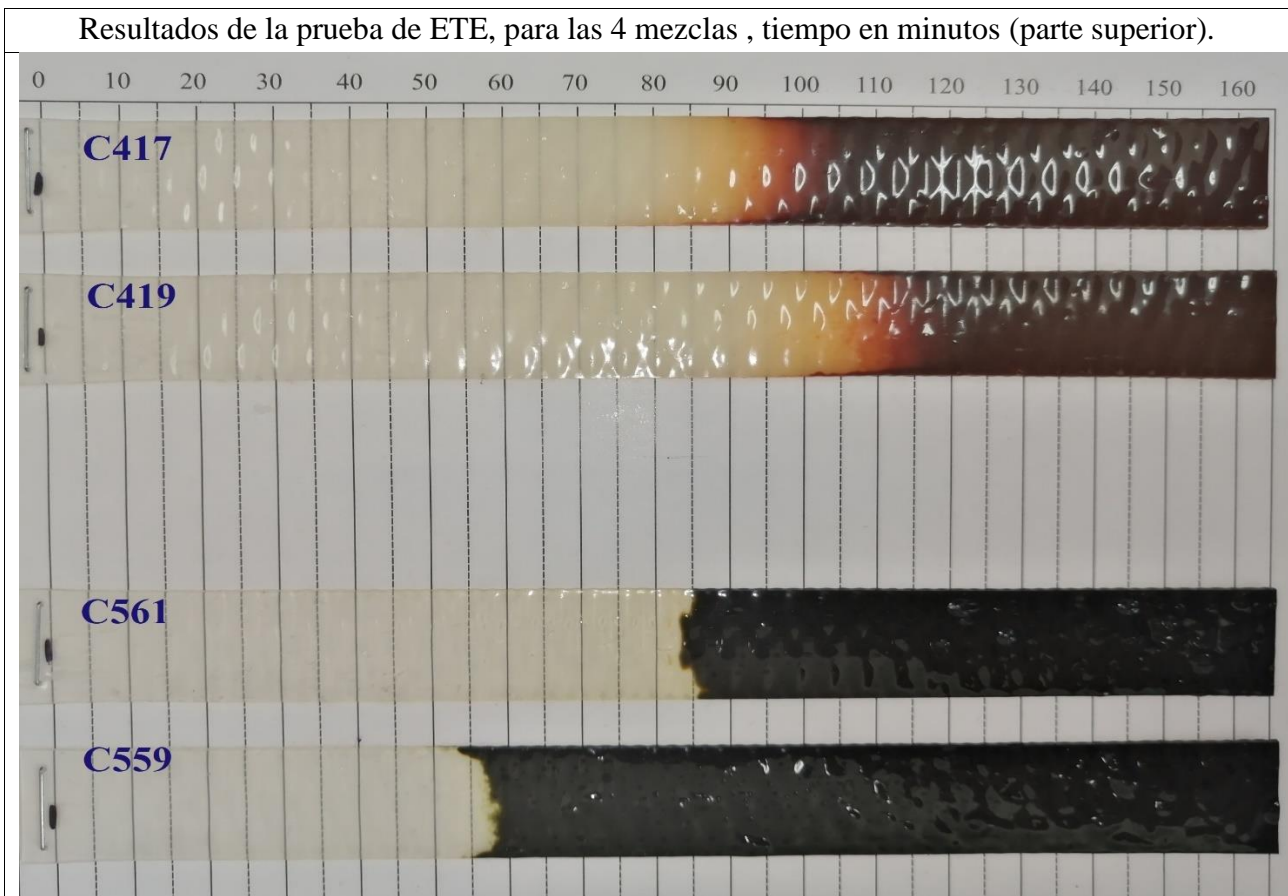 Resultados de la prueba de ETE, para las 4 mezclas , tiempo en minutos (parte superior).
0 10 20 30 40 50 60 70 80 90 100 110 120 130 140 150 160
C417
C419
C561
C559